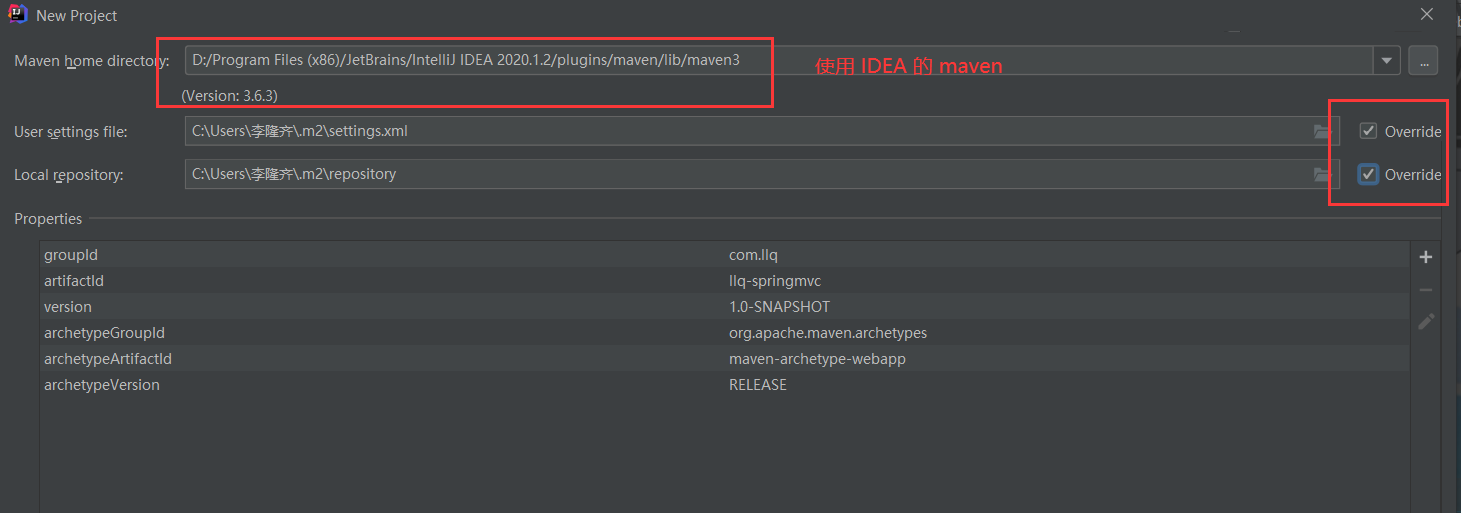 New Project
Maven home directory: D:/Program Files (x86)/JetBrains/IntelliJ IDEA 2020.1.2/plugins/maven/lib/maven3 ...
使用 IDEA 的 maven
(Version: 3.6.3)
User settings file: C:\Users\李隆齐\.m2\settings.xml Override
Local repository: C:\Users\李隆齐\.m2\repository Override
Properties
groupId com.llq
artifactId llq-springmvc
version 1.0-SNAPSHOT
archetypeGroupId org.apache.maven.archetypes
archetypeArtifactId maven-archetype-webapp
archetypeVersion RELEASE